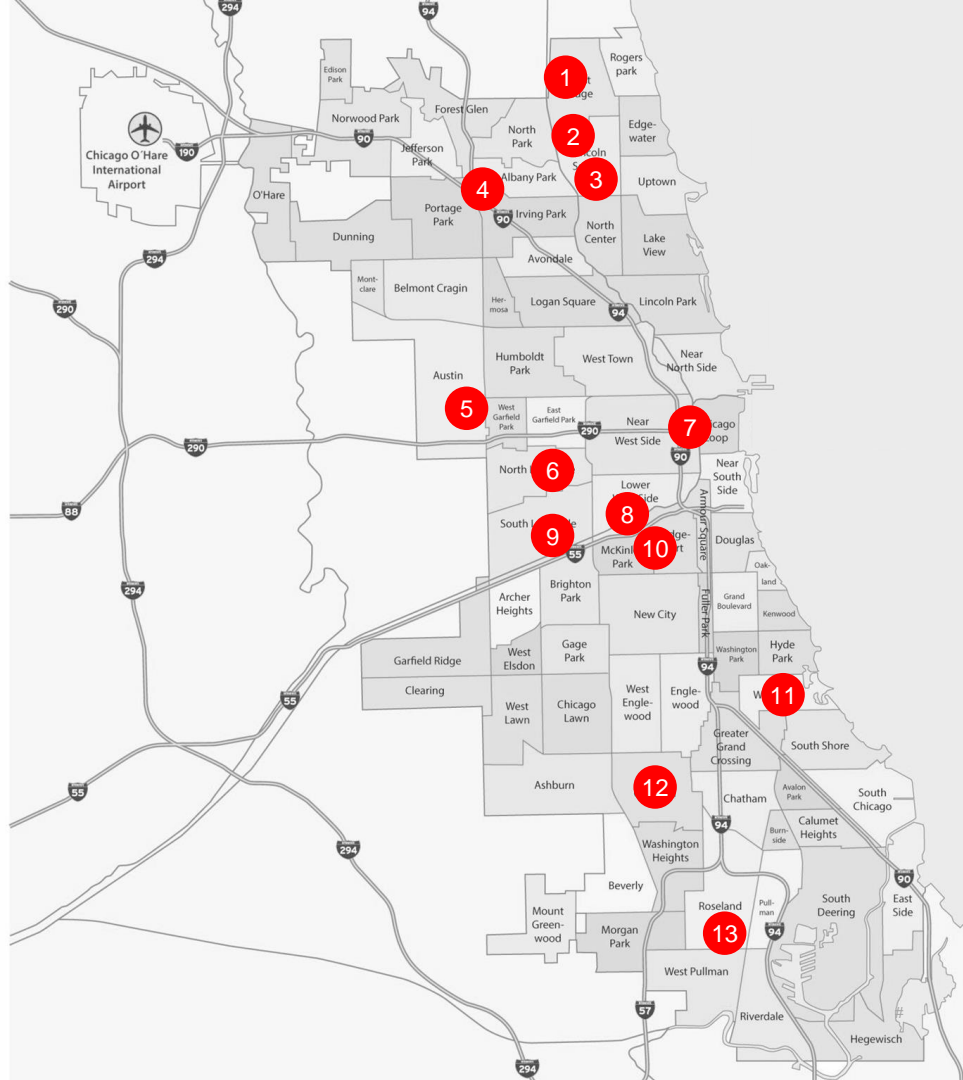 294
94
Rogers
park
Edison
Park
1
Forest Glen
Norwood Park
North
Park
2
Edge-
water
90
190
Chicago O'Hare
International
Airport
Jefferson
Park
Albany Park
3
Uptown
O'Hare
4
Portage
Park
90
Irving Park
North
Center
Dunning
Lake
View
294
Avondale
Mont-
clare
Belmont Cragin
Her-
mosa
Logan Square
Lincoln Park
290
94
Humboldt
Park
West Town
Near
North Side
Austin
5
West
Garfield
Park
East
Garfield Park
290
Near
West Side
7
Loop
290
90
North
6
Near
South
Side
88
Lower
Side
8
Armour Square
South
9
55
McKinley
Park
10
Douglas
Oak-
land
294
Archer
Heights
Brighton
Park
New City
Fuller Park
Grand
Boulevard
Kenwood
Garfield Ridge
West
Elsdon
Gage
Park
94
Washington
Park
Hyde
Park
Clearing
55
West
Lawn
Chicago
Lawn
West
Engle-
wood
Engle-
wood
11
Greater
Grand
Crossing
South Shore
55
Ashburn
12
Chatham
Avalon
Park
South
Chicago
294
94
Burn-
side
Calumet
Heights
Washington
Heights
90
Beverly
Mount
Green-
wood
Morgan
Park
Roseland
13
Pull-
man
94
South
Deering
East
Side
West Pullman
57
Riverdale
Hegewisch
294